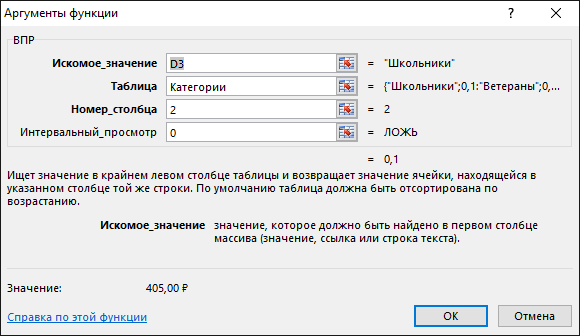 Аргументы функции
ВПР
Искомое_значение D3 = "Школьники"
Таблица Категории = {"Школьники";0,1:"Ветераны";0,...
Номер_столбца 2 = 2
Интервальный_просмотр 0 = ЛОЖЬ
= 0,1
Ищет значение в крайнем левом столбце таблицы и возвращает значение ячейки, находящейся в
указанном столбце той же строки. По умолчанию таблица должна быть отсортирована по
возрастанию.
Искомое_значение значение, которое должно быть найдено в первом столбце
массива (значение, ссылка или строка текста).
Значение: 405,00 ₽
Справка по этой функции ОК Отмена